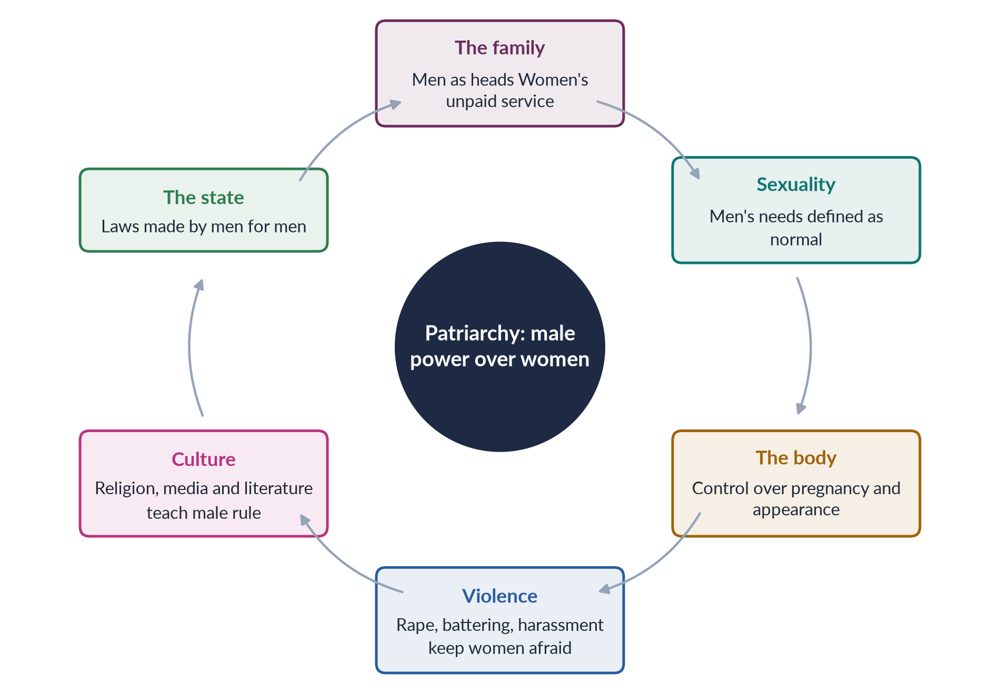 The family
Men as heads Women's
unpaid service
Sexuality
Men's needs defined as
normal
The body
Control over pregnancy and
appearance
Violence
Rape, battering, harassment
keep women afraid
Culture
Religion, media and literature
teach male rule
The state
Laws made by men for men
Patriarchy: male
power over women